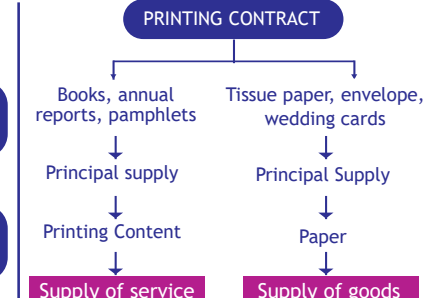 PRINTING CONTRACT
Books, annual
reports, pamphlets
Principal supply
Printing Content
Supply of service
Tissue paper, envelope,
wedding cards
Principal Supply
Paper
Supply of goods